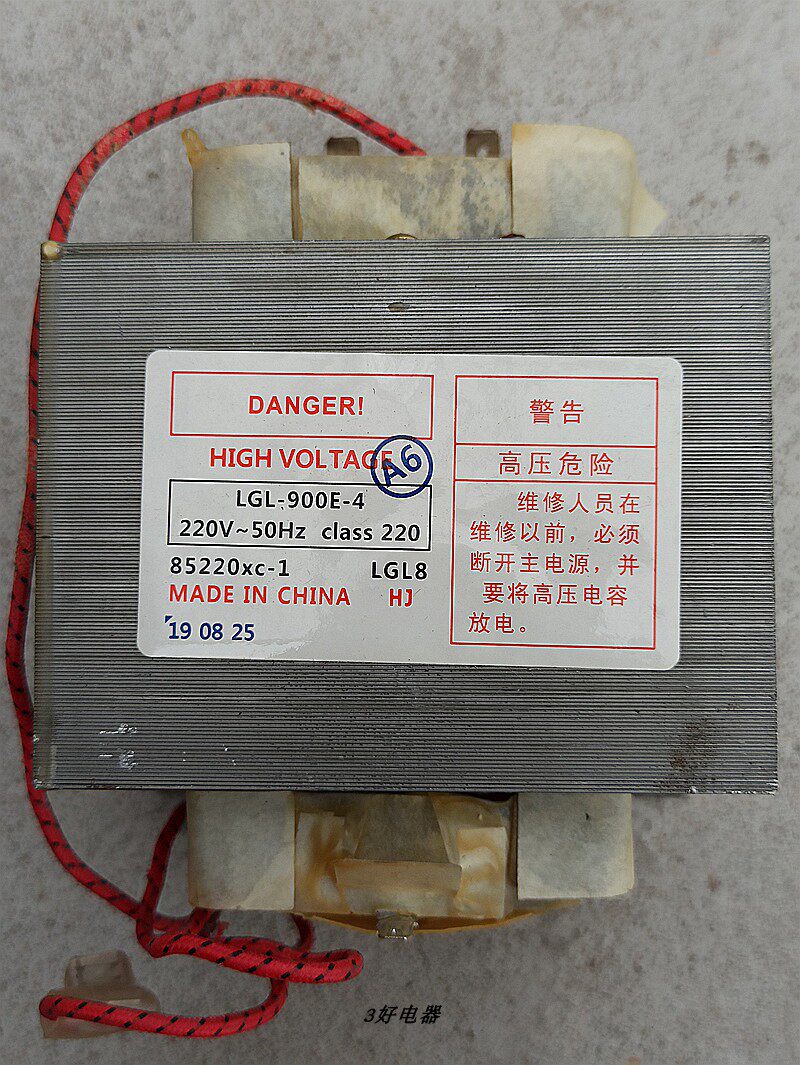 DANGER!
HIGH VOLTAGE
A6
LGL-900E-4
220V~50Hz class 220
85220xc-1 LGL8
MADE IN CHINA HJ
19 08 25
警告
高压危险
维修人员在
维修以前，必须
断开主电源，并
要将高压电容
放电。
3好电器